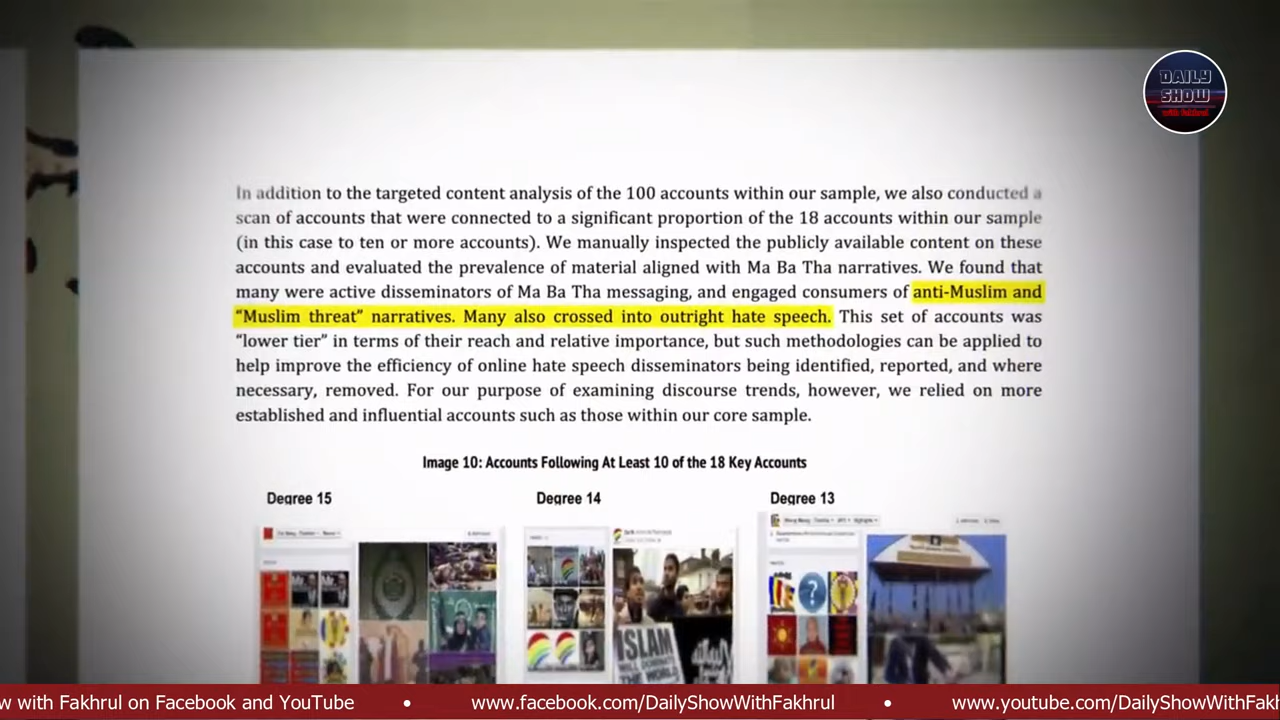 DAILY
SHOW
with Fakhrul
In addition to the targeted content analysis of the 100 accounts within our sample, we also conducted a
scan of accounts that were connected to a significant proportion of the 18 accounts within our sample
(in this case to ten or more accounts). We manually inspected the publicly available content on these
accounts and evaluated the prevalence of material aligned with Ma Ba Tha narratives. We found that
many were active disseminators of Ma Ba Tha messaging, and engaged consumers of anti-Muslim and
“Muslim threat” narratives. Many also crossed into outright hate speech. This set of accounts was
“lower tier” in terms of their reach and relative importance, but such methodologies can be applied to
help improve the efficiency of online hate speech disseminators being identified, reported, and where
necessary, removed. For our purpose of examining discourse trends, however, we relied on more
established and influential accounts such as those within our core sample.
Image 10: Accounts Following At Least 10 of the 18 Key Accounts
Degree 15 Degree 14 Degree 13
ISLAM
w with Fakhrul on Facebook and YouTube • www.facebook.com/DailyShowWithFakhrul • www.youtube.com/DailyShowWithFakh